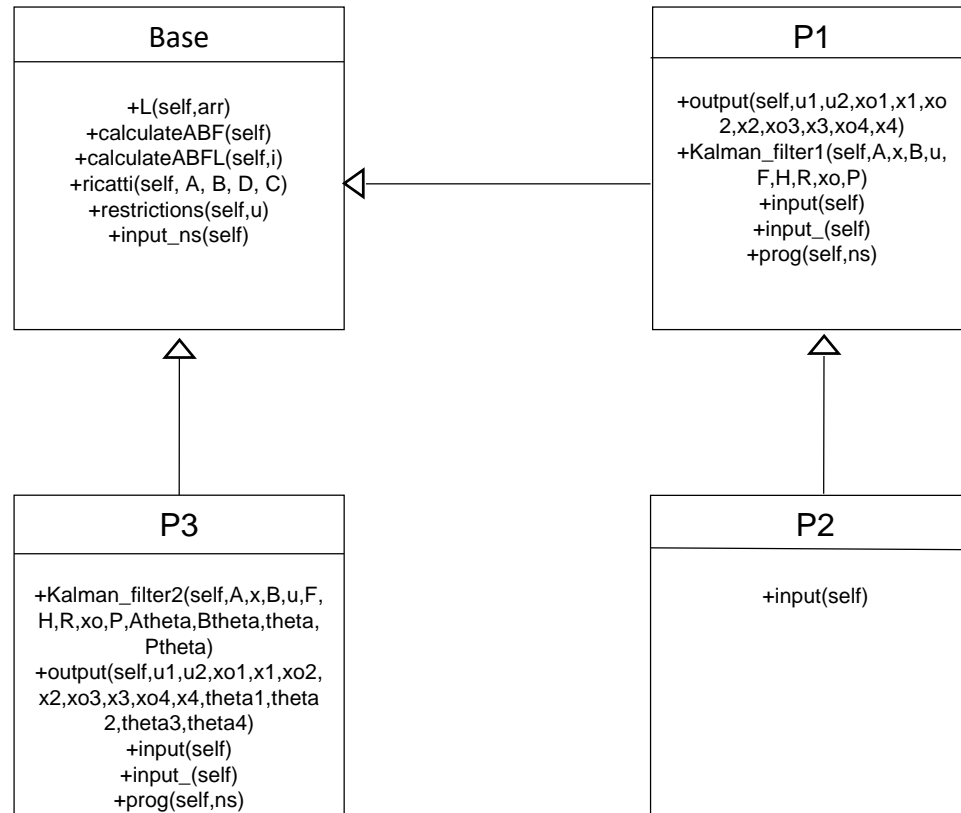 Base
+L(self,arr)
+calculateABF(self)
+calculateABFL(self,i)
+ricatti(self, A, B, D, C)
+restrictions(self,u)
+input_ns(self)
P1
+output(self,u1,u2,xo1,x1,xo
2,x2,xo3,x3,xo4,x4)
+Kalman_filter1(self,A,x,B,u,
F,H,R,xo,P)
+input(self)
+input_(self)
+prog(self,ns)
P3
+Kalman_filter2(self,A,x,B,u,F,
H,R,xo,P,Atheta,Btheta,theta,
Ptheta)
+output(self,u1,u2,xo1,x1,xo2,
x2,xo3,x3,xo4,x4,theta1,theta
2,theta3,theta4)
+input(self)
+input_(self)
+prog(self,ns)
P2
+input(self)